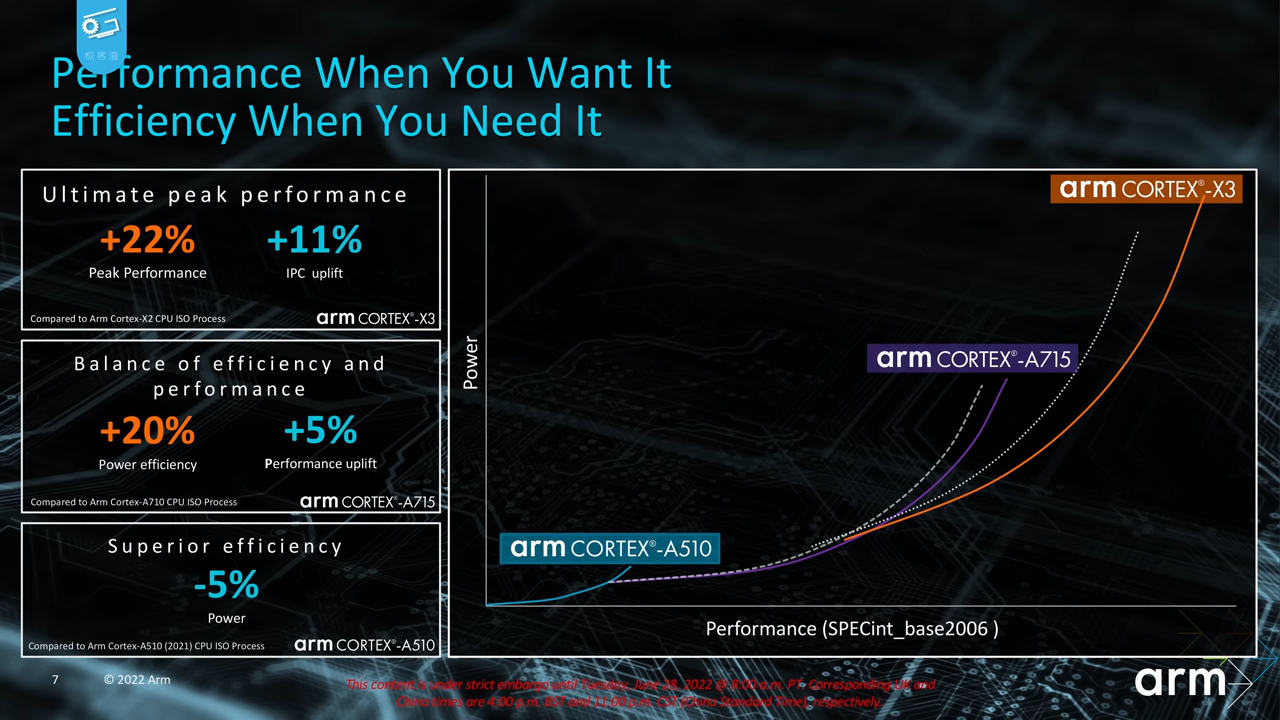 极客湾
Performance When You Want It
Efficiency When You Need It
Ultimate peak performance
+22% +11%
Peak Performance IPC uplift
Compared to Arm Cortex-X2 CPU ISO Process arm CORTEX®-X3
Balance of efficiency and
performance
+20% +5%
Power efficiency Performance uplift
Compared to Arm Cortex-A710 CPU ISO Process arm CORTEX®-A715
Superior efficiency
-5%
Power
Compared to Arm Cortex-A510 (2021) CPU ISO Process arm CORTEX®-A510
arm CORTEX®-X3
arm CORTEX®-A715
arm CORTEX®-A510
Power
Performance (SPECint_base2006 )
7 © 2022 Arm
This content is under strict embargo until Tuesday, June 28, 2022 @ 8:00 a.m. PT. Corresponding UK and
China times are 4:00 p.m. BST and 11:00 p.m. CST (China Standard Time), respectively.
arm